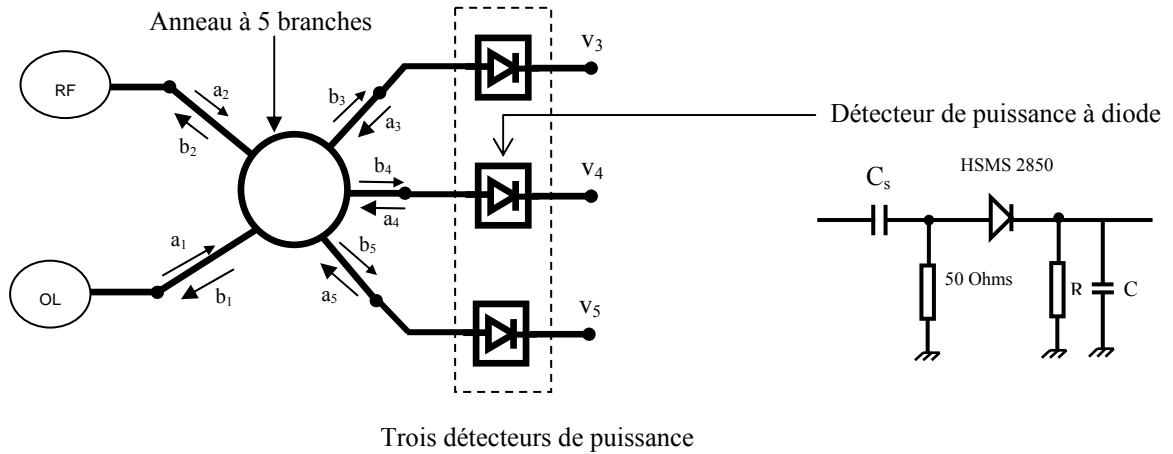 Anneau à 5 branches
v₃
RF
a₂
b₃
a₃
b₂
Détecteur de puissance à diode
v₄
b₄
a₄
HSMS 2850
Cₛ
a₁
b₅
50 Ohms
R
C
OL
b₁
a₅
v₅
Trois détecteurs de puissance